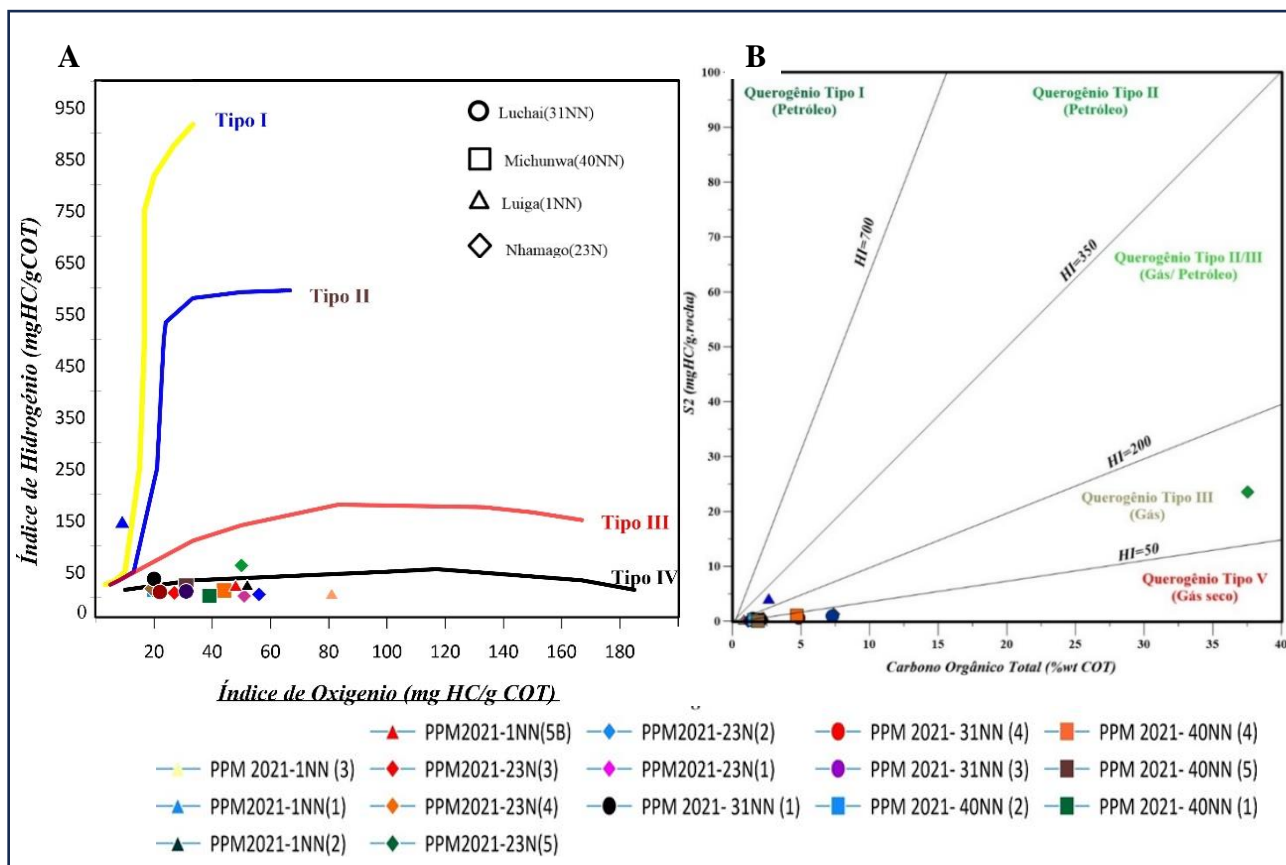 A
Índice de Hidrogénio (mgHC/gCOT)
950
850
750
650
550
450
350
250
150
50
0
Tipo I
Tipo II
Tipo III
Tipo IV
Luchai(31NN)
Michunwa(40NN)
Luiga(1NN)
Nhamago(23N)
20 40 60 80 100 120 140 160 180
Índice de Oxigenio (mg HC/g COT)
B
S2 (mgHC/g.rocha)
100
90
80
70
60
50
40
30
20
10
0
Querogênio Tipo I
(Petróleo)
Querogênio Tipo II
(Petróleo)
HI=700
HI=350
Querogênio Tipo II/III
(Gás/ Petróleo)
HI=200
Querogênio Tipo III
(Gás)
HI=50
Querogênio Tipo V
(Gás seco)
0 5 10 15 20 25 30 35 40
Carbono Orgânico Total (%wt COT)
PPM2021-1NN(5B) PPM2021-23N(2) PPM 2021- 31NN (4) PPM 2021- 40NN (4)
PPM 2021-1NN (3) PPM2021-23N(3) PPM2021-23N(1) PPM 2021- 31NN (3) PPM 2021- 40NN (5)
PPM2021-1NN(1) PPM2021-23N(4) PPM 2021- 31NN (1) PPM 2021- 40NN (2) PPM 2021- 40NN (1)
PPM2021-1NN(2) PPM2021-23N(5)